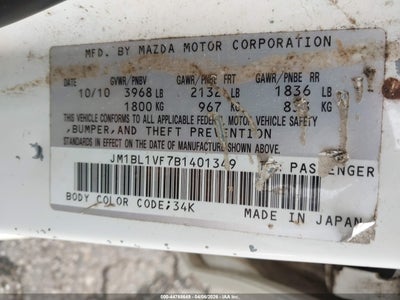 MFD. BY MAZDA MOTOR CORPORATION
GVWR/PNBV GAWR/PNBE FRT GAWR/PNBE RR
10/10 3968 LB 2132 LB 1836 LB
1800 KG 967 KG KG
THIS VEHICLE CONFORMS TO ALL APPLICABLE FEDERAL MOTOR VEHICLE SAFETY
,BUMPER,AND THEFT PREVENTION
STANDARDS IN EFFECT ON THE DATE OF MANUFACTURE SHOWN ABOVE.
JM1BL1VF7B1401349 PASSENGER
BODY COLOR CODE;34K MADE IN JAPAN